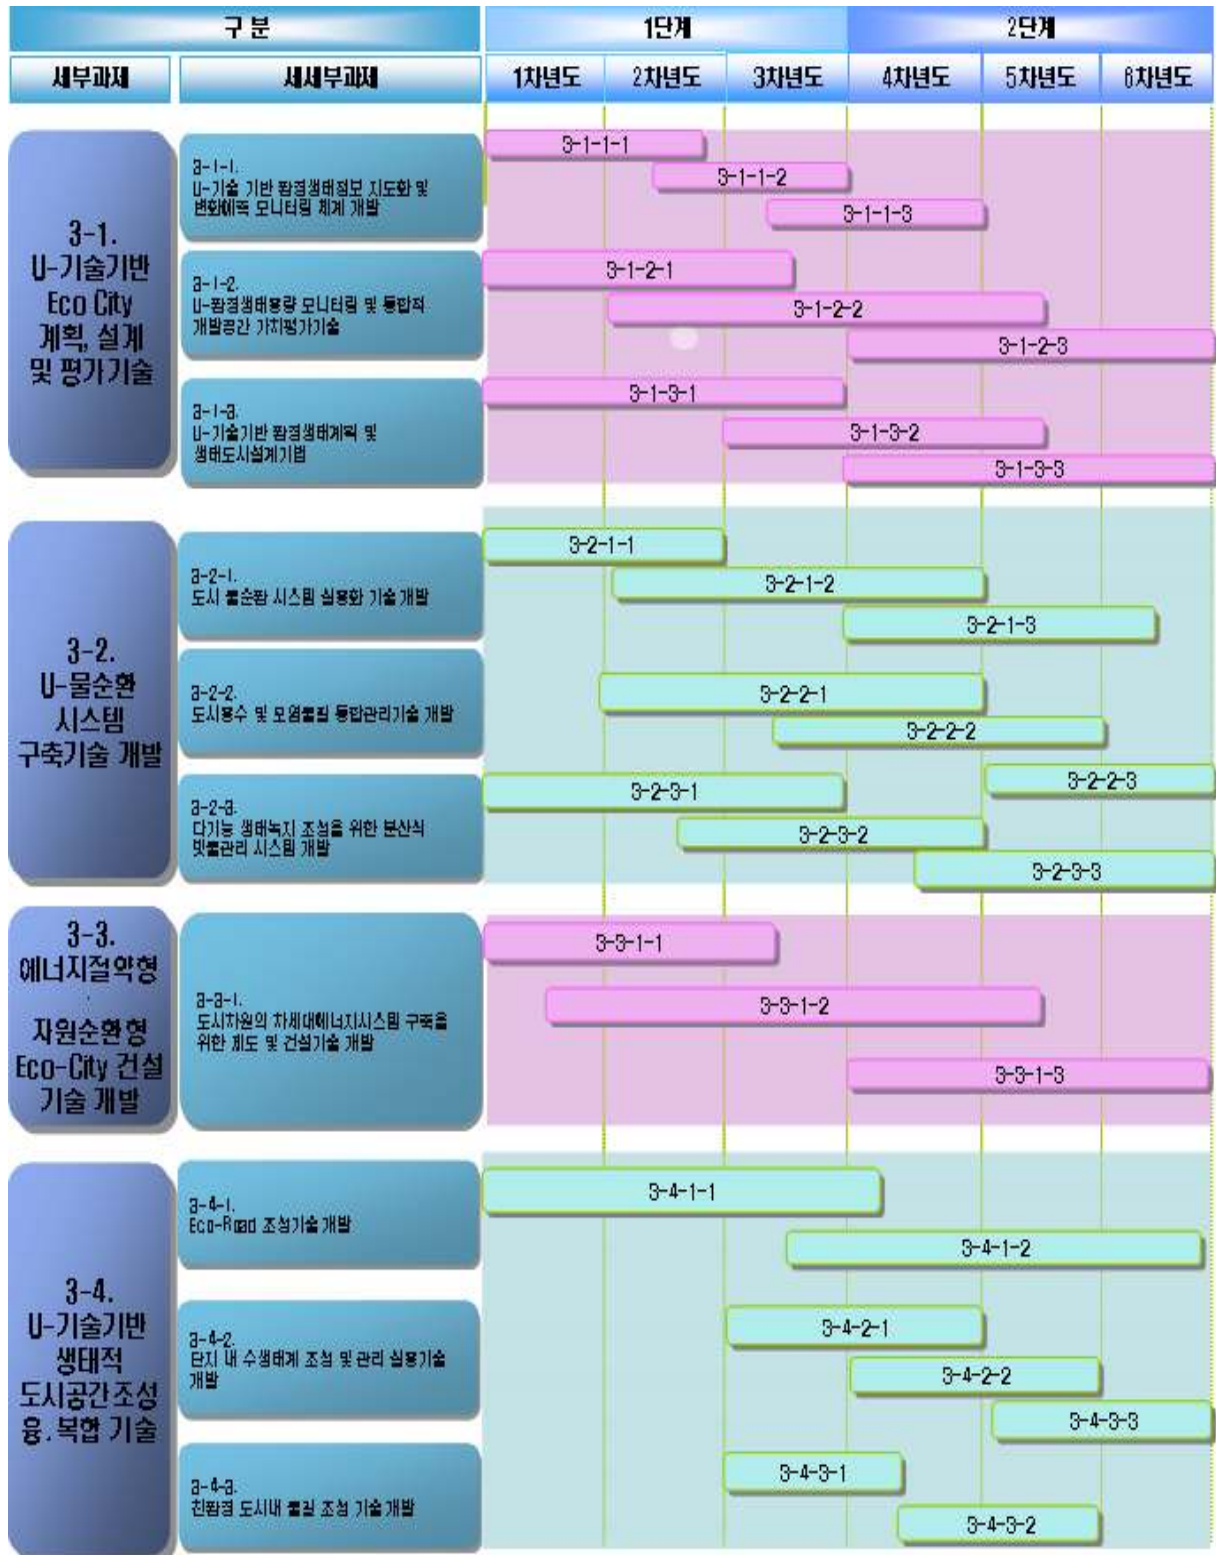 구 분
1단계
2단계
세부과제
세세부과제
1차년도
2차년도
3차년도
4차년도
5차년도
6차년도
3-1.
U-기술기반
Eco City
계획, 설계
및 평가기술
3-1-1.
U-기술 기반 환경생태정보 지도화 및
변화예측 모니터링 체계 개발
3-1-1-1
3-1-1-2
3-1-1-3
3-1-2.
U-환경생태용량 모니터링 및 통합적
개발공간 가치평가기술
3-1-2-1
3-1-2-2
3-1-2-3
3-1-3.
U-기술기반 환경생태계획 및
생태도시설계기법
3-1-3-1
3-1-3-2
3-1-3-3
3-2.
U-물순환
시스템
구축기술 개발
3-2-1.
도시 물순환 시스템 실용화 기술 개발
3-2-1-1
3-2-1-2
3-2-1-3
3-2-2.
도시용수 및 오염물질 통합관리기술 개발
3-2-2-1
3-2-2-2
3-2-2-3
3-2-3.
다기능 생태녹지 조성을 위한 분산식
빗물관리 시스템 개발
3-2-3-1
3-2-3-2
3-2-3-3
3-3.
에너지절약형
·
자원순환형
Eco-City 건설
기술 개발
3-3-1.
도시차원의 차세대에너지시스템 구축을
위한 제도 및 건설기술 개발
3-3-1-1
3-3-1-2
3-3-1-3
3-4.
U-기술기반
생태적
도시공간조성
융.복합 기술
3-4-1.
Eco-Road 조성기술 개발
3-4-1-1
3-4-1-2
3-4-2.
단지 내 수생태계 조성 및 관리 실용기술
개발
3-4-2-1
3-4-2-2
3-4-3-3
3-4-3.
친환경 도시내 물길 조성 기술 개발
3-4-3-1
3-4-3-2